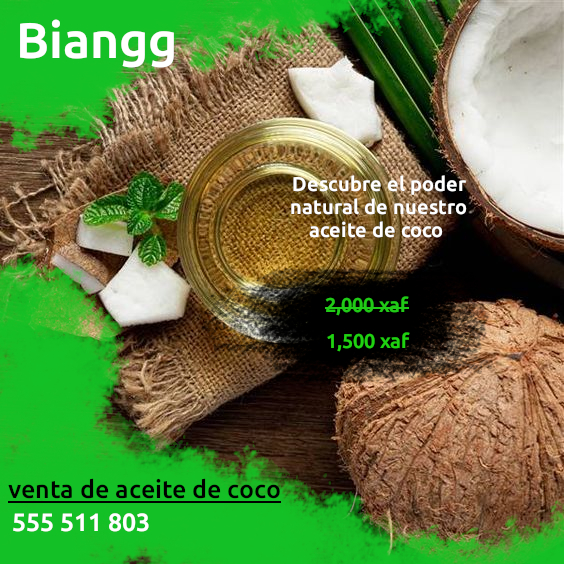 Biangg
Descubre el poder
natural de nuestro
aceite de coco
2,000 xaf
1,500 xaf
venta de aceite de coco
555 511 803